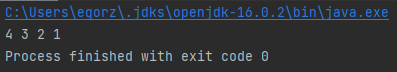 C:\Users\eqorz\.jdks\openjdk-16.0.2\bin\java.exe
4 3 2 1
Process finished with exit code 0